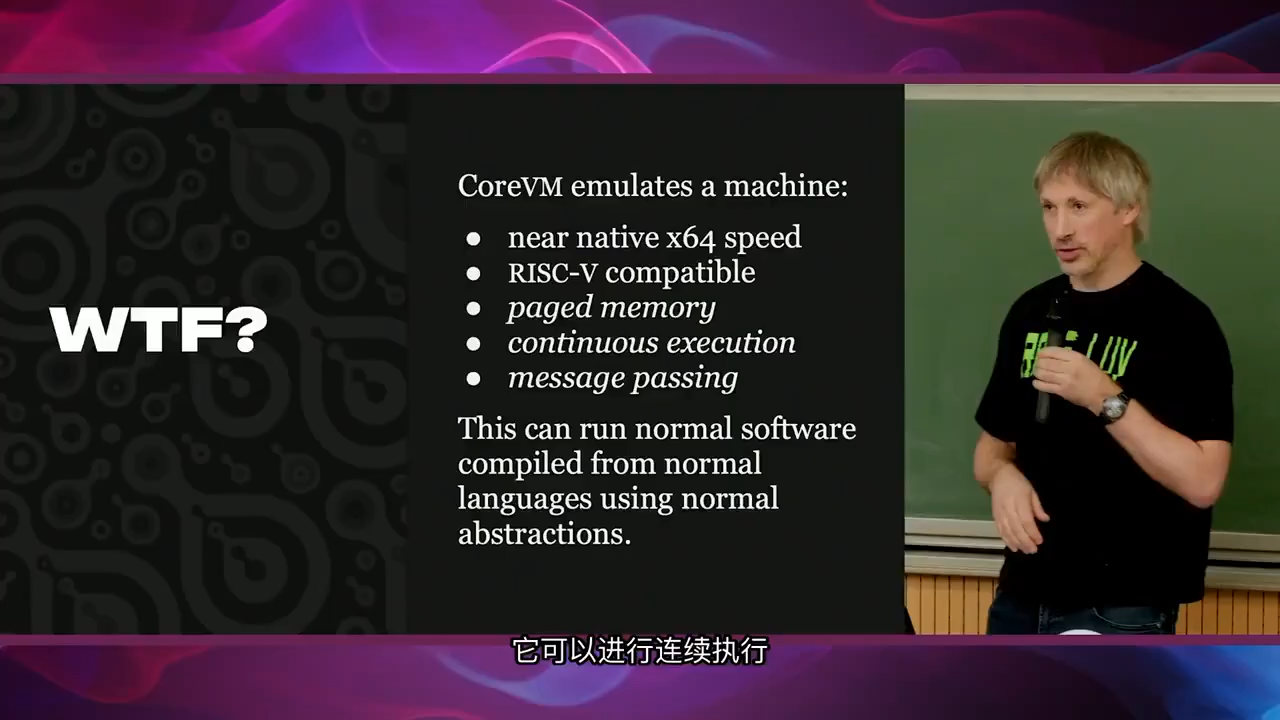 WTF?
CoreVM emulates a machine:
● near native x64 speed
● RISC-V compatible
● paged memory
● continuous execution
● message passing
This can run normal software
compiled from normal
languages using normal
abstractions.
它可以进行连续执行